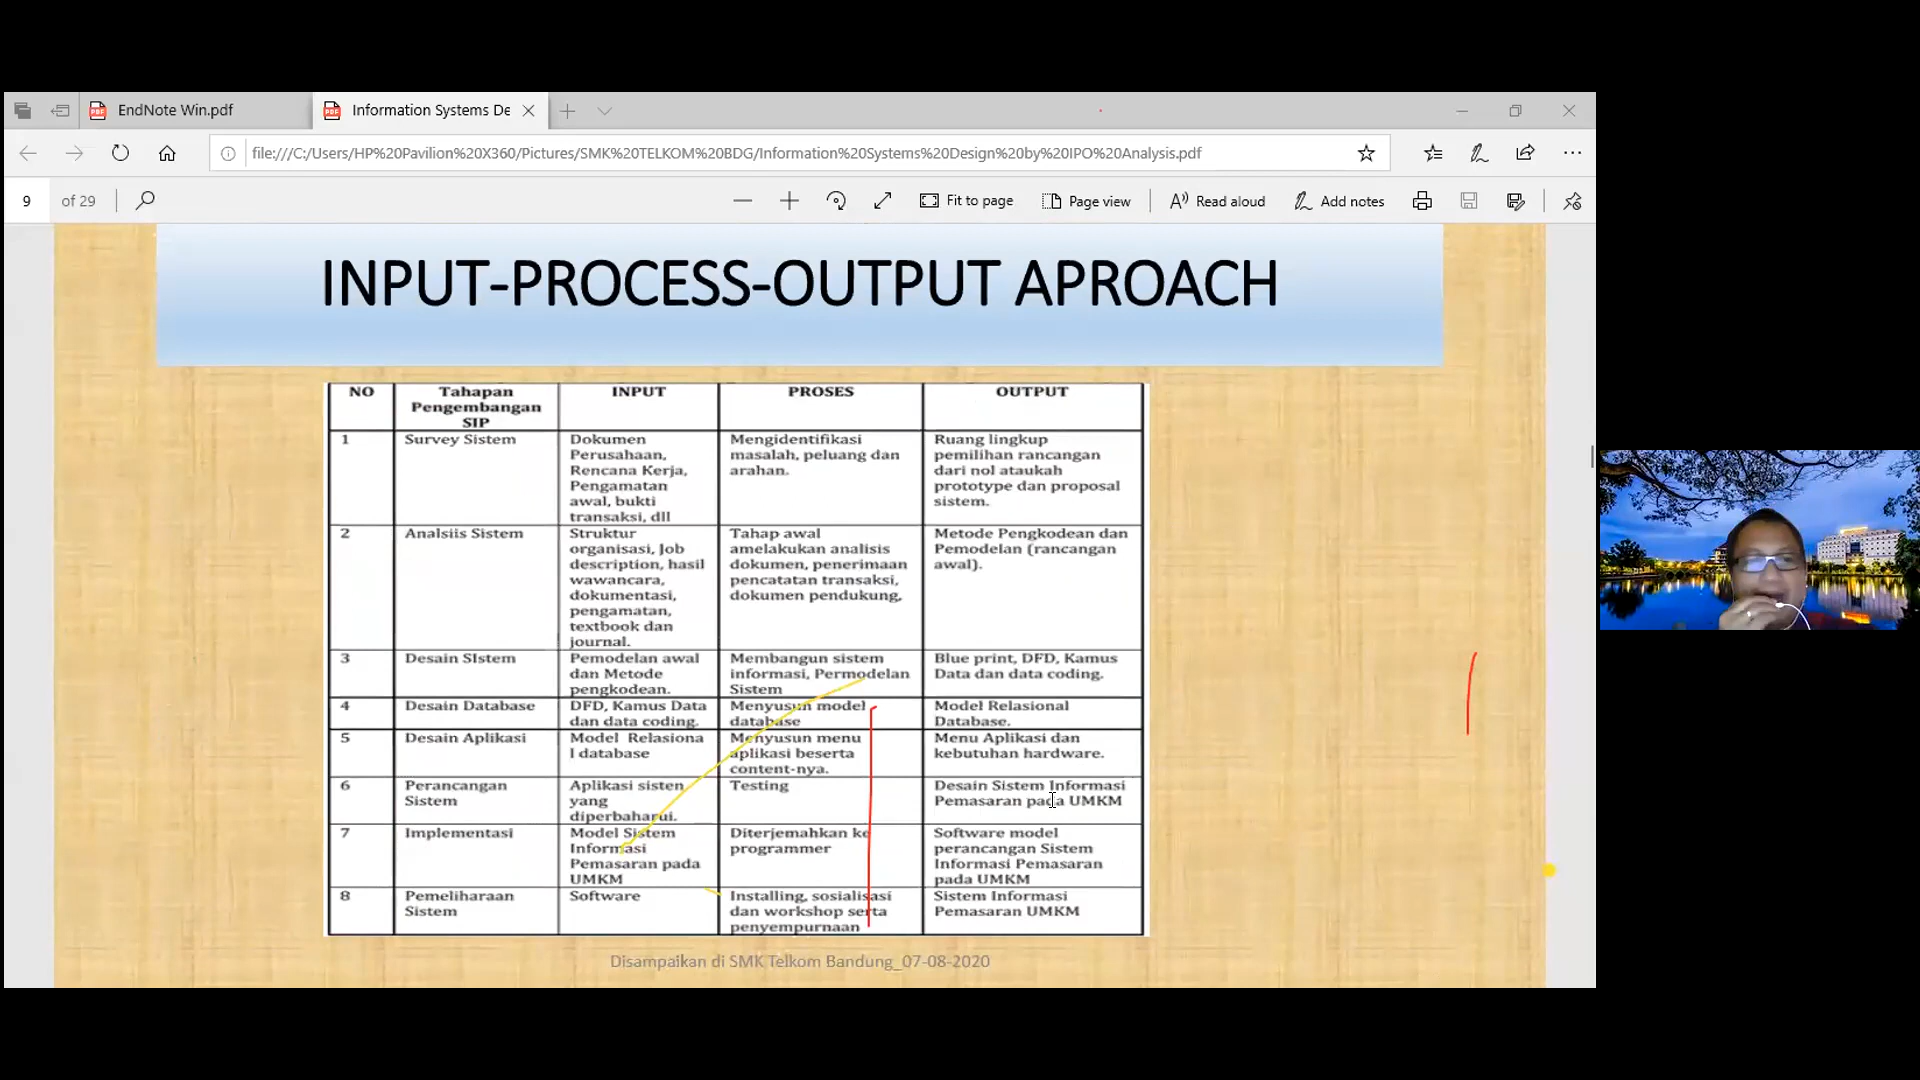 EndNote Win.pdf
Information Systems De
file:///C:/Users/HP%20Pavilion%20X360/Pictures/SMK%20TELKOM%20BDG/Information%20Systems%20Design%20by%20IPO%20Analysis.pdf
9 of 29
Fit to page
Page view
Read aloud
Add notes
INPUT-PROCESS-OUTPUT APROACH
NO
Tahapan
Pengembangan
SIP
INPUT
PROSES
OUTPUT
1
Survey Sistem
Dokumen
Perusahaan,
Rencana Kerja,
Pengamatan
awal, bukti
transaksi, dll
Mengidentifikasi
masalah, peluang dan
arahan.
Ruang lingkup
pemilihan rancangan
dari nol ataukah
prototype dan proposal
sistem.
2
Analsiis Sistem
Struktur
organisasi, Job
description, hasil
wawancara,
dokumentasi,
pengamatan,
textbook dan
journal.
Tahap awal
amelakukan analisis
dokumen, penerimaan
pencatatan transaksi,
dokumen pendukung,
Metode Pengkodean dan
Pemodelan (rancangan
awal).
3
Desain SIstem
Pemodelan awal
dan Metode
pengkodean.
Membangun sistem
informasi, Permodelan
Sistem
Blue print, DFD, Kamus
Data dan data coding.
4
Desain Database
DFD, Kamus Data
dan data coding.
Menyusun model
database
Model Relasional
Database.
5
Desain Aplikasi
Model Relasiona
l database
Menyusun menu
aplikasi beserta
content-nya.
Menu Aplikasi dan
kebutuhan hardware.
6
Perancangan
Sistem
Aplikasi sisten
yang
diperbaharui.
Testing
Desain Sistem Informasi
Pemasaran pada UMKM
7
Implementasi
Model Sistem
Informasi
Pemasaran pada
UMKM
Diterjemahkan ke
programmer
Software model
perancangan Sistem
Informasi Pemasaran
pada UMKM
8
Pemeliharaan
Sistem
Software
Installing, sosialisasi
dan workshop serta
penyempurnaan
Sistem Informasi
Pemasaran UMKM
Disampaikan di SMK Telkom Bandung_07-08-2020